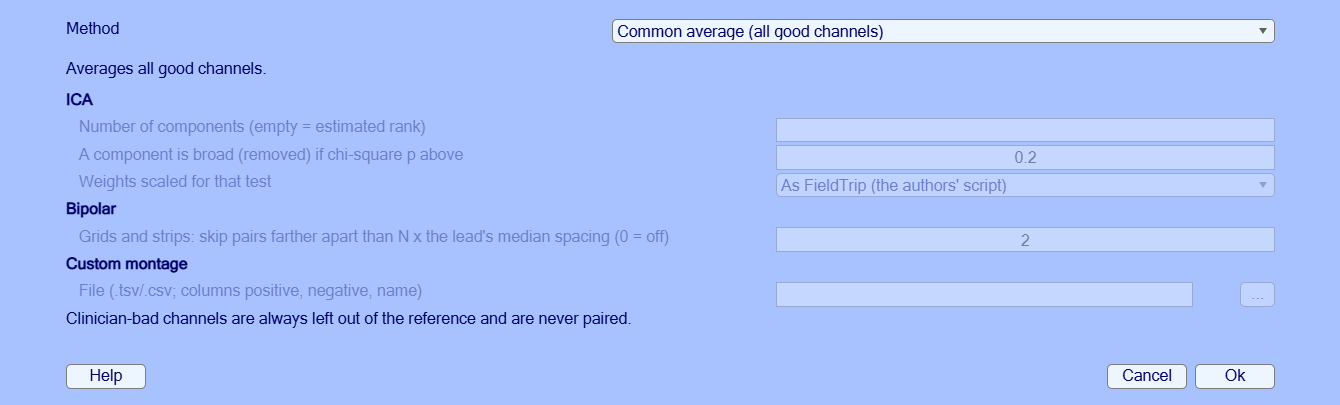 Method
Common average (all good channels)
Averages all good channels.
ICA
Number of components (empty = estimated rank)
A component is broad (removed) if chi-square p above
0.2
Weights scaled for that test
As FieldTrip (the authors' script)
Bipolar
Grids and strips: skip pairs farther apart than N x the lead's median spacing (0 = off)
2
Custom montage
File (.tsv/.csv; columns positive, negative, name)
...
Clinician-bad channels are always left out of the reference and are never paired.
Help
Cancel
Ok